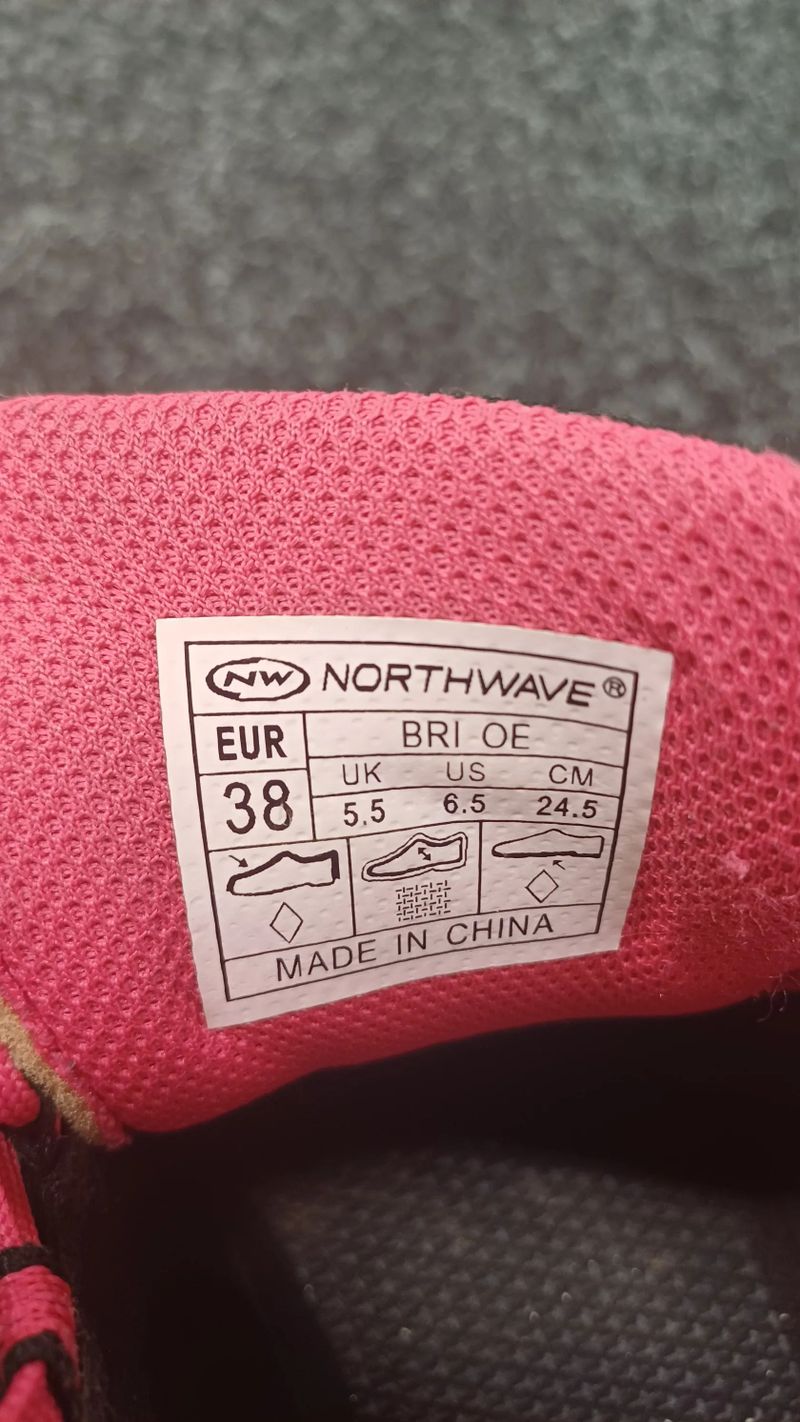 NW NORTHWAVE®
EUR BRI OE
38 UK US CM
5.5 6.5 24.5
MADE IN CHINA